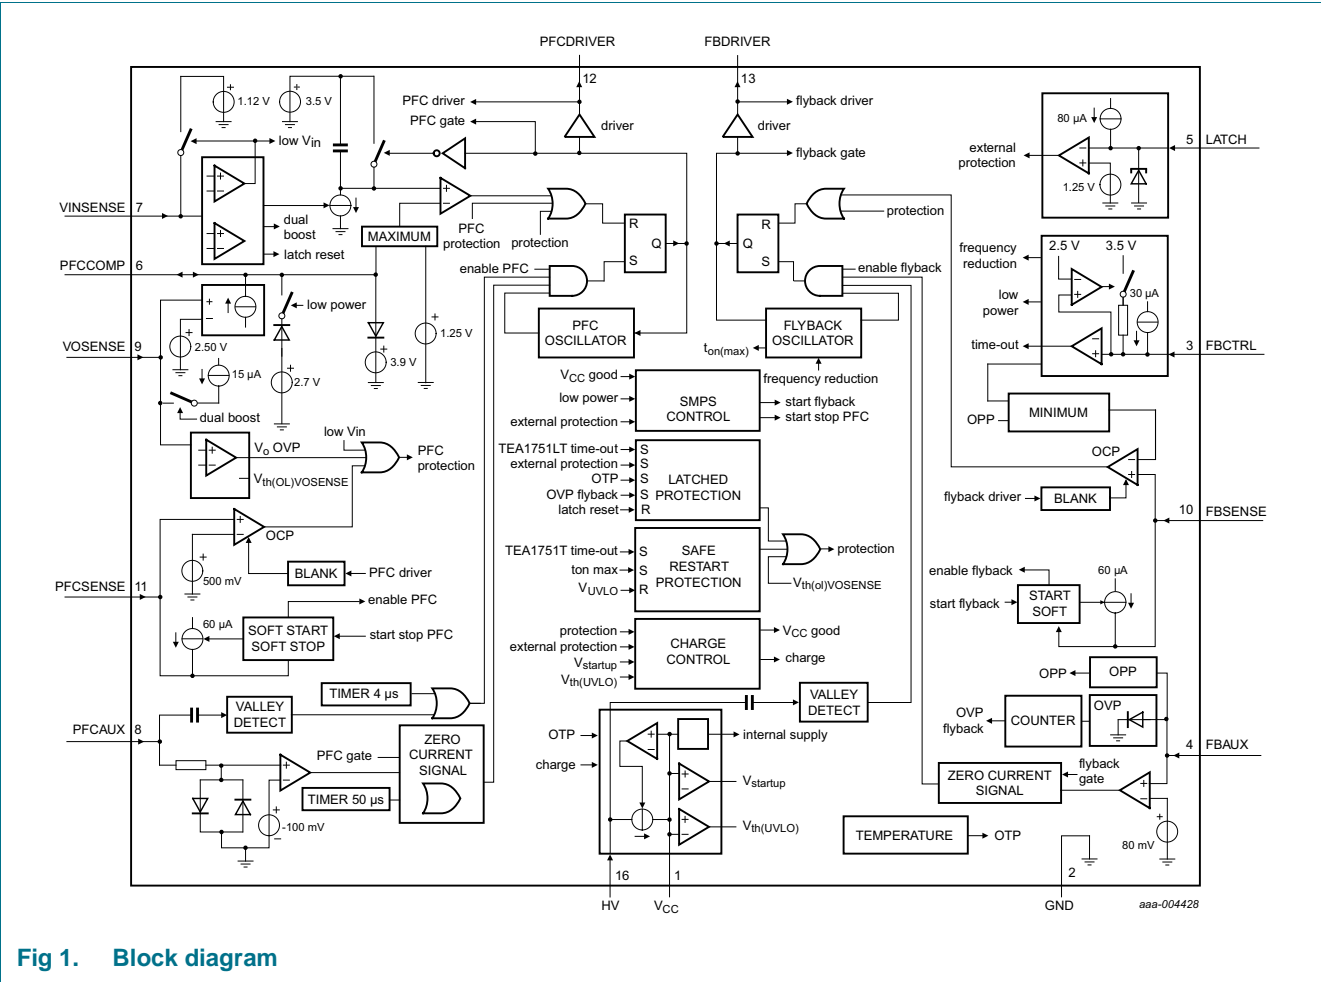 PFCDRIVER
FBDRIVER
12
13
1.12 V
3.5 V
PFC driver
flyback driver
PFC gate
driver
driver
flyback gate
low Vin
80 µA
external
protection
1.25 V
5 LATCH
VINSENSE 7
dual
boost
latch reset
MAXIMUM
PFC
protection
protection
R
Q
S
R
Q
S
protection
PFCCOMP 6
enable PFC
enable flyback
frequency
reduction
2.5 V
3.5 V
low
power
30 µA
time-out
3 FBCTRL
low power
VOSENSE 9
2.50 V
15 µA
2.7 V
3.9 V
1.25 V
dual boost
PFC
OSCILLATOR
FLYBACK
OSCILLATOR
ton(max)
frequency reduction
VCC good
low power
external protection
SMPS
CONTROL
start flyback
start stop PFC
OPP
MINIMUM
low Vin
Vo OVP
Vth(OL)VOSENSE
PFC
protection
TEA1751LT time-out
external protection
OTP
OVP flyback
latch reset
S
S
S
S
R
LATCHED
PROTECTION
OCP
flyback driver
BLANK
10 FBSENSE
OCP
500 mV
BLANK
PFC driver
PFCSENSE 11
enable PFC
60 µA
SOFT START
SOFT STOP
start stop PFC
TEA1751T time-out
ton max
VUVLO
S
S
R
SAFE
RESTART
PROTECTION
protection
Vth(ol)VOSENSE
enable flyback
start flyback
START
SOFT
60 µA
protection
external protection
Vstartup
Vth(UVLO)
CHARGE
CONTROL
VCC good
charge
OPP
OPP
TIMER 4 µs
VALLEY
DETECT
VALLEY
DETECT
OVP
flyback
COUNTER
OVP
PFCAUX 8
PFC gate
ZERO
CURRENT
SIGNAL
TIMER 50 µs
-100 mV
OTP
charge
internal supply
Vstartup
Vth(UVLO)
4 FBAUX
ZERO CURRENT
SIGNAL
flyback
gate
80 mV
TEMPERATURE
OTP
16
1
2
HV
VCC
GND
aaa-004428
Fig 1. Block diagram